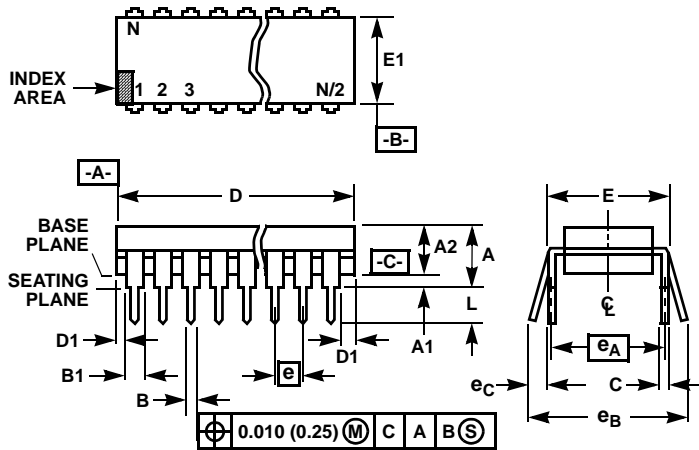 N
E1
INDEX
AREA
1 2 3 N/2
-B-
-A-
D
E
BASE
PLANE
A2 A
-C-
SEATING
PLANE
L
C
L
D1
A1
D1
eA
B1
e
eC
C
B
eB
0.010 (0.25) M C A B S